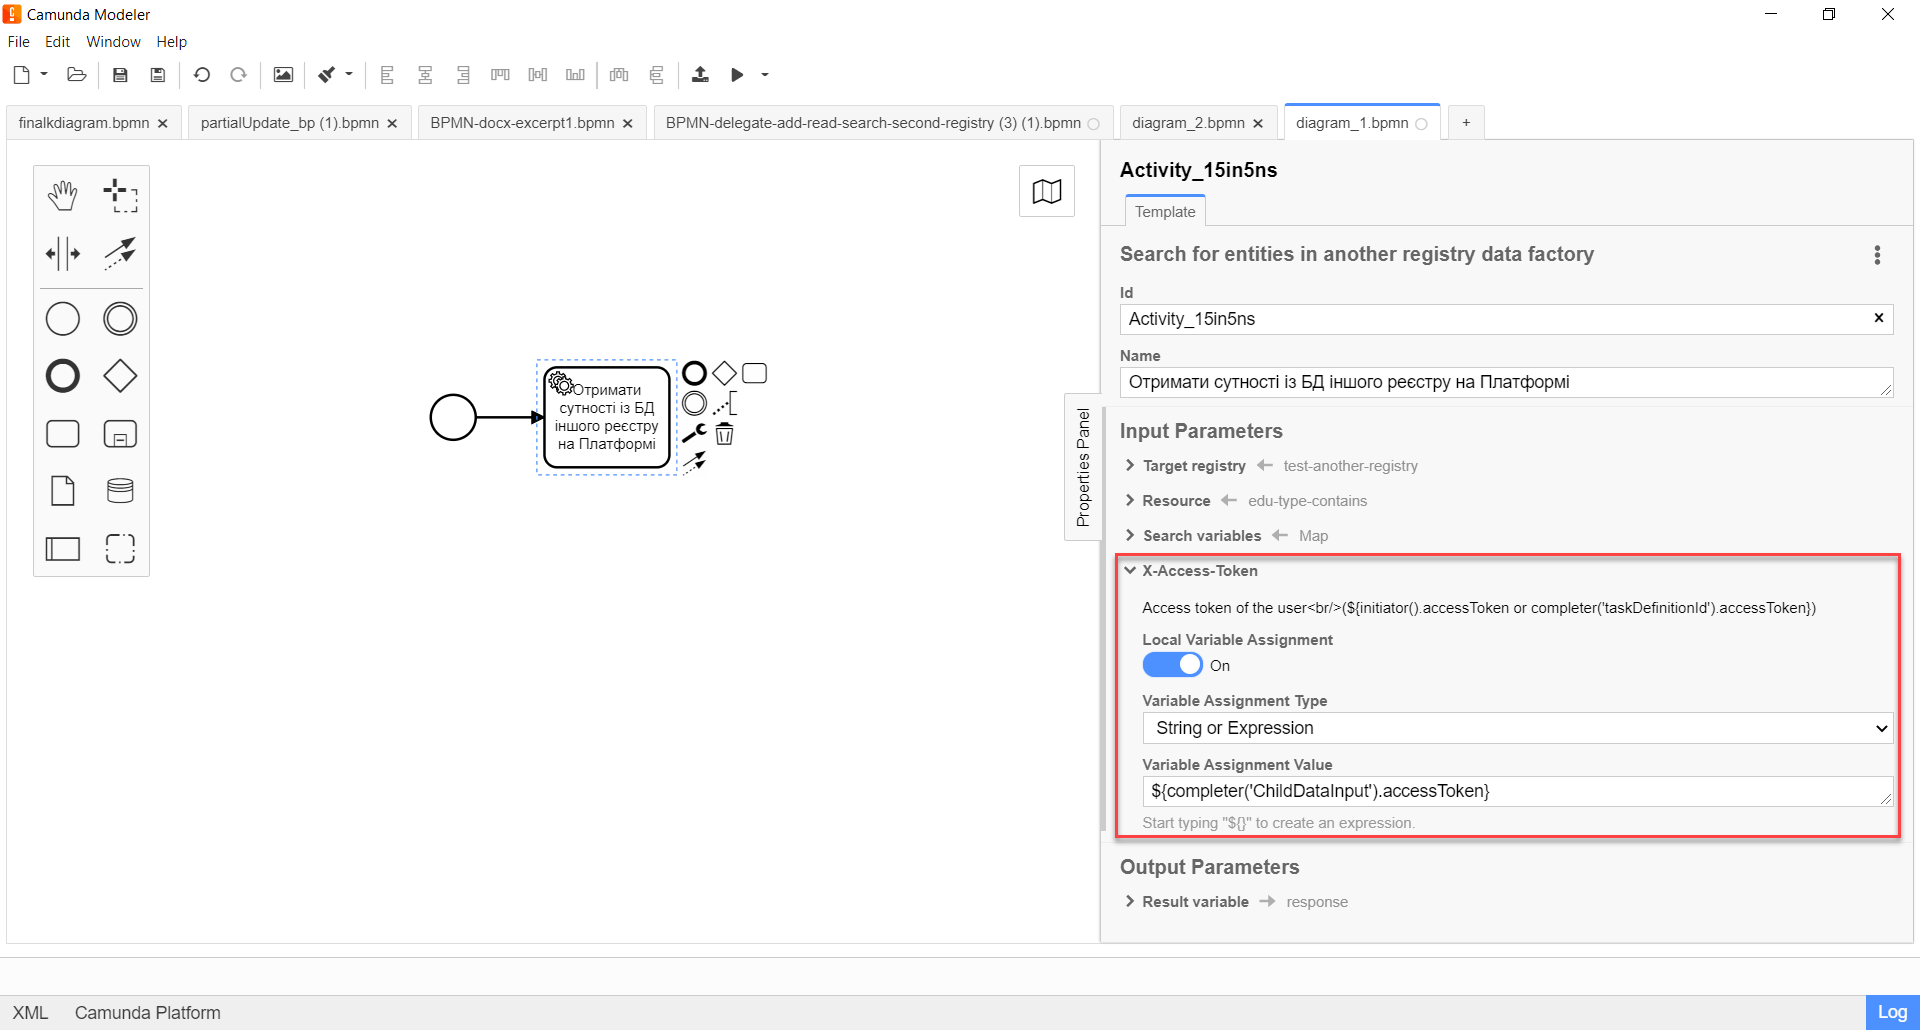 Camunda Modeler
File Edit Window Help
finalkdiagram.bpmn
partialUpdate_bp (1).bpmn
BPMN-docx-excerpt1.bpmn
BPMN-delegate-add-read-search-second-registry (3) (1).bpmn
diagram_2.bpmn
diagram_1.bpmn
+
Отримати
сутності із БД
іншого реєстру
на Платформі
Properties Panel
Activity_15in5ns
Template
Search for entities in another registry data factory
Id
Activity_15in5ns
Name
Отримати сутності із БД іншого реєстру на Платформі
Input Parameters
Target registry test-another-registry
Resource edu-type-contains
Search variables Map
X-Access-Token
Access token of the user<br/>(${initiator().accessToken or completer('taskDefinitionId').accessToken})
Local Variable Assignment
On
Variable Assignment Type
String or Expression
Variable Assignment Value
${completer('ChildDataInput').accessToken}
Start typing "${}" to create an expression.
Output Parameters
Result variable response
XML Camunda Platform
Log